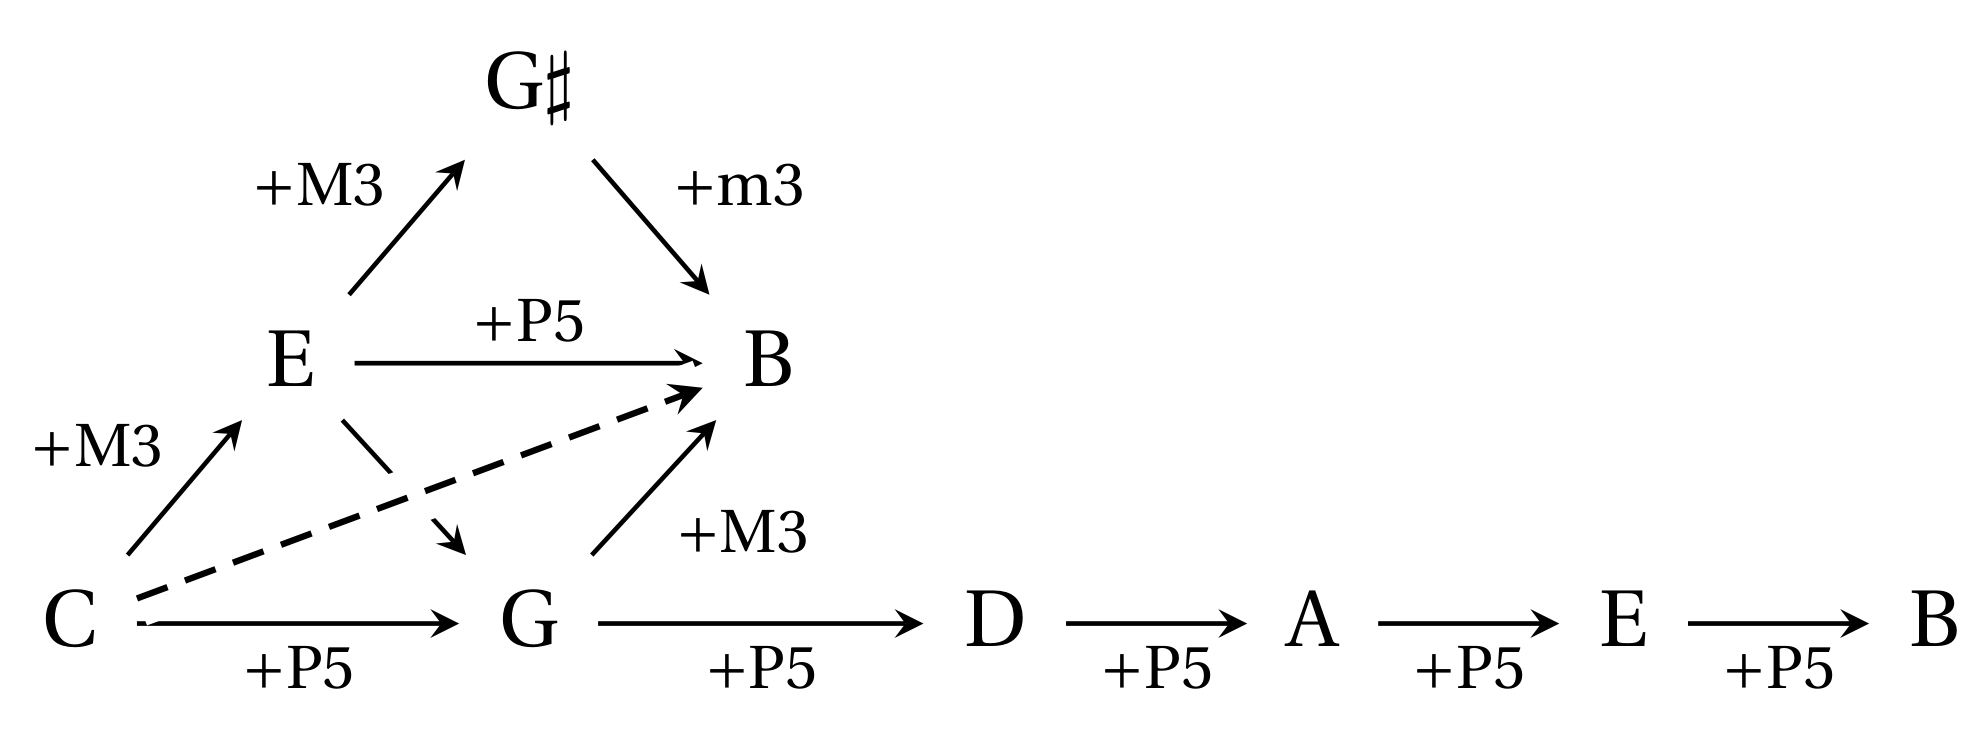 G♯
+M3 +m3
+P5
E B
+M3
+M3
C G D A E B
+P5 +P5 +P5 +P5 +P5